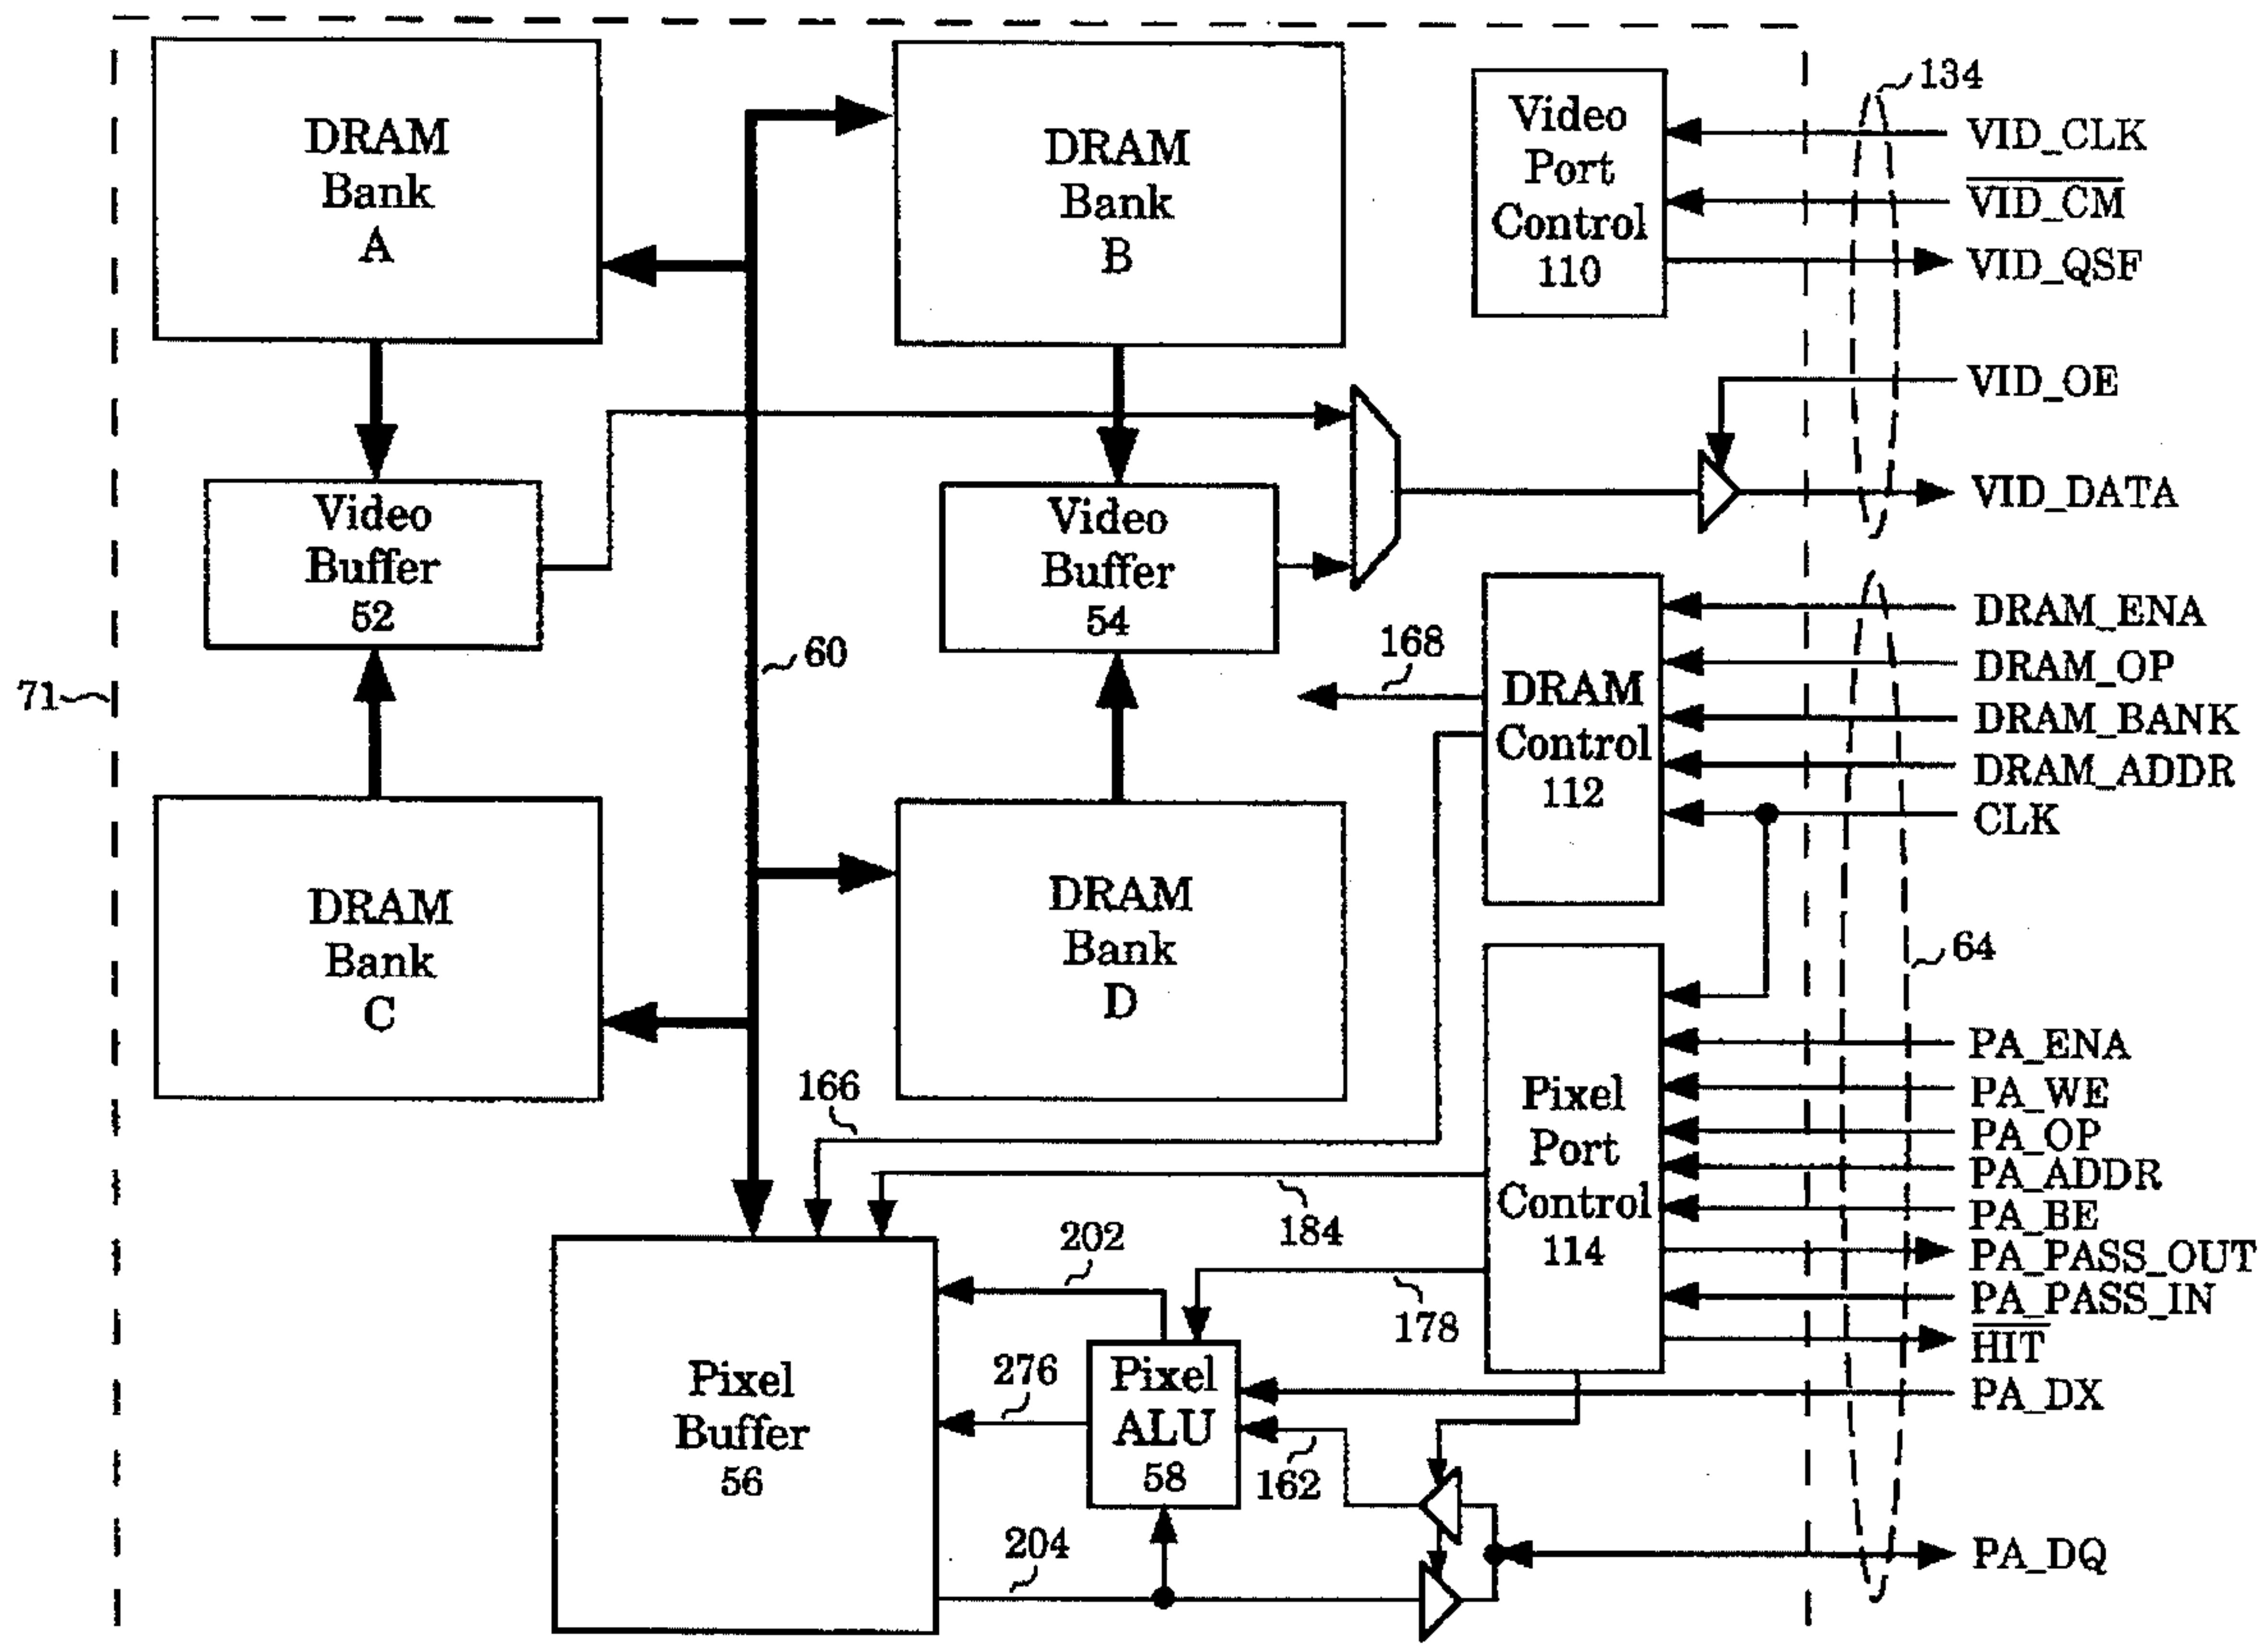 DRAM
Bank
A
DRAM
Bank
B
Video
Port
Control
110
134
VID_CLK
VID_CM
VID_QSF
VID_OE
VID_DATA
Video
Buffer
52
Video
Buffer
54
60
71
168
DRAM
Control
112
DRAM_ENA
DRAM_OP
DRAM_BANK
DRAM_ADDR
CLK
DRAM
Bank
C
DRAM
Bank
D
64
166
184
Pixel
Port
Control
114
PA_ENA
PA_WE
PA_OP
PA_ADDR
PA_BE
PA_PASS_OUT
PA_PASS_IN
HIT
PA_DX
202
178
276
Pixel
Buffer
56
Pixel
ALU
58
162
204
PA_DQ